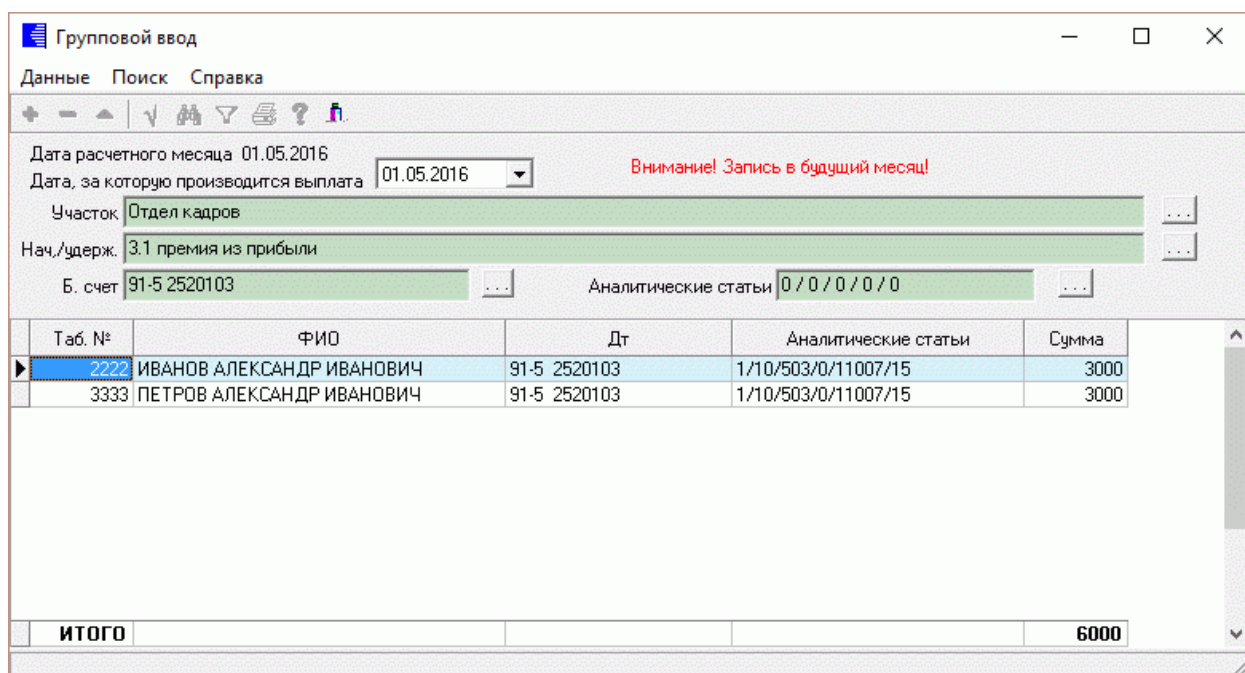 Групповой ввод
Данные Поиск Справка
Дата расчетного месяца 01.05.2016
Дата, за которую производится выплата 01.05.2016 Внимание! Запись в будущий месяц!
Участок Отдел кадров ...
Нач./удерж. 3.1 премия из прибыли ...
Б. счет 91-5 2520103 ... Аналитические статьи 0 / 0 / 0 / 0 / 0 ...
Таб. № ФИО Дт Аналитические статьи Сумма
2222 ИВАНОВ АЛЕКСАНДР ИВАНОВИЧ 91-5 2520103 1/10/503/0/11007/15 3000
3333 ПЕТРОВ АЛЕКСАНДР ИВАНОВИЧ 91-5 2520103 1/10/503/0/11007/15 3000
ИТОГО 6000